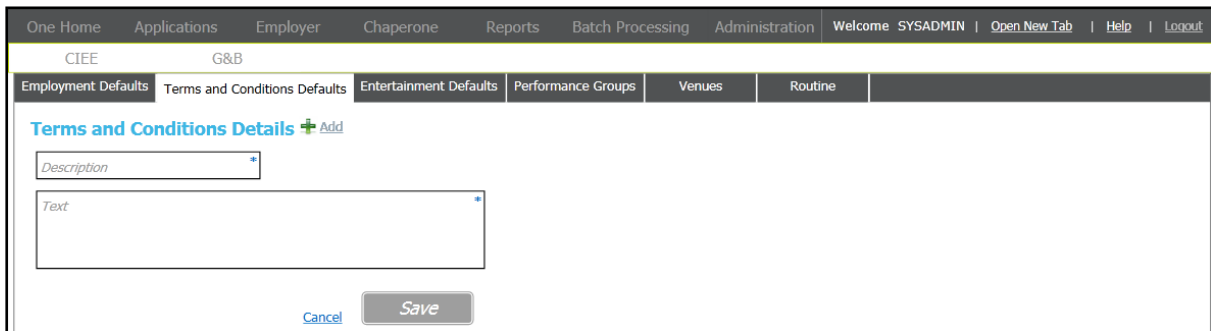 One Home Applications Employer Chaperone Reports Batch Processing Administration Welcome SYSADMIN | Open New Tab | Help | Logout
CIEE G&B
Employment Defaults Terms and Conditions Defaults Entertainment Defaults Performance Groups Venues Routine
Terms and Conditions Details Add
Description *
Text *
Cancel Save